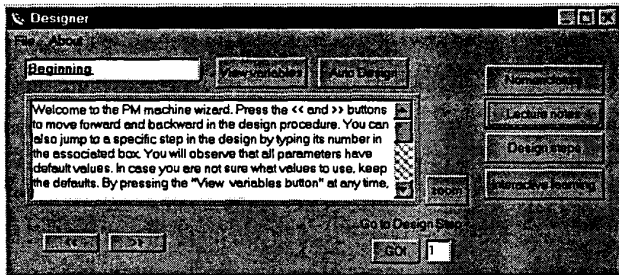 Designer
File About
Beginning
View variables
Auto Design
Welcome to the PM machine wizard. Press the << and >> buttons
to move forward and backward in the design procedure. You can
also jump to a specific step in the design by typing its number in
the associated box. You will observe that all parameters have
default values. In case you are not sure what values to use, keep
the defaults. By pressing the "View variables button" at any time,
zoom
Nomenclature
Lecture notes
Design steps
Interactive learning
<<
>>
Go to Design Step
GO!
1